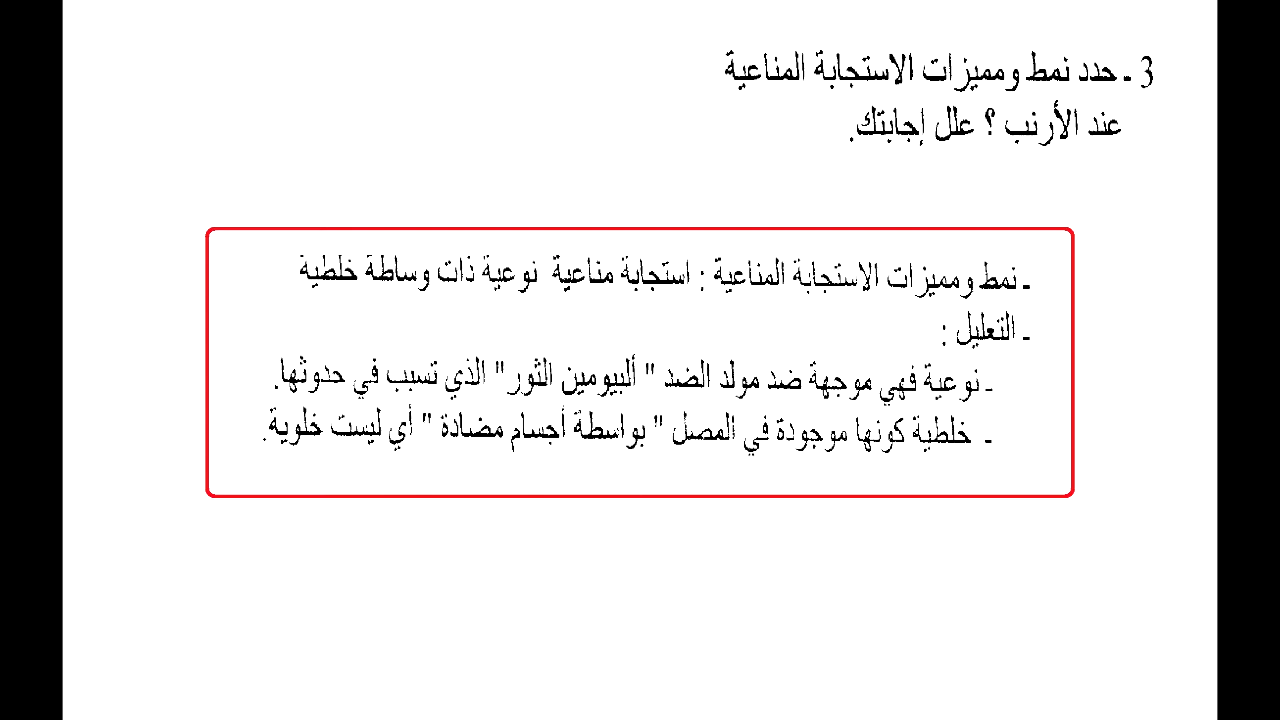 3 ـ حدد نمط ومميزات الاستجابة المناعية
عند الأرنب ؟ علل إجابتك.
ـ نمط ومميزات الاستجابة المناعية : استجابة مناعية نوعية ذات وساطة خلطية
ـ التعليل :
ـ نوعية فهي موجهة ضد مولد الضد " ألبيومين الثور" الذي تسبب في حدوثها.
ـ خلطية كونها موجودة في المصل " بواسطة أجسام مضادة " أي ليست خلوية.